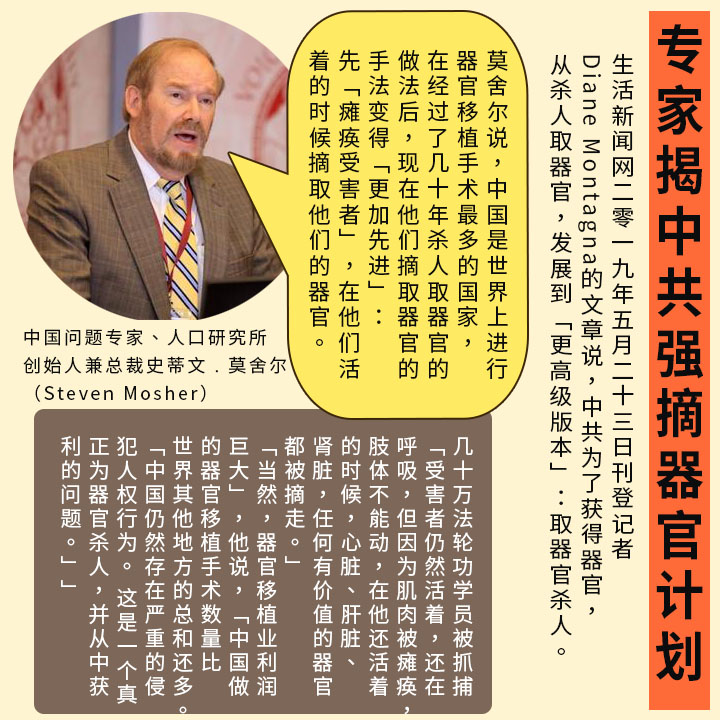 专家揭中共强摘器官计划
生活新闻网二零一九年五月二十三日刊登记者
Diane Montagna的文章说，中共为了获得器官，
从杀人取器官，发展到「更高级版本」：取器官杀人。
莫舍尔说，中国是世界上进行
器官移植手术最多的国家，
在经过了几十年杀人取器官的
做法后，现在他们摘取器官的
手法变得「更加先进」：
先「瘫痪受害者」，在他们活
着的时候摘取他们的器官。
中国问题专家、人口研究所
创始人兼总裁史蒂文．莫舍尔
（Steven Mosher）
几十万法轮功学员被抓捕
「受害者仍然活着，还在
呼吸，但因为肌肉被瘫痪，
肢体不能动，在他还活着
的时候，心脏、肝脏、
肾脏，任何有价值的器官
都被摘走。」
「当然，器官移植业利润
巨大」，他说，「中国做
的器官移植手术数量比
世界其他地方的总和还多。
「中国仍然存在严重的侵
犯人权行为。这是一个真
正为器官杀人，并从中获
利的问题。」」